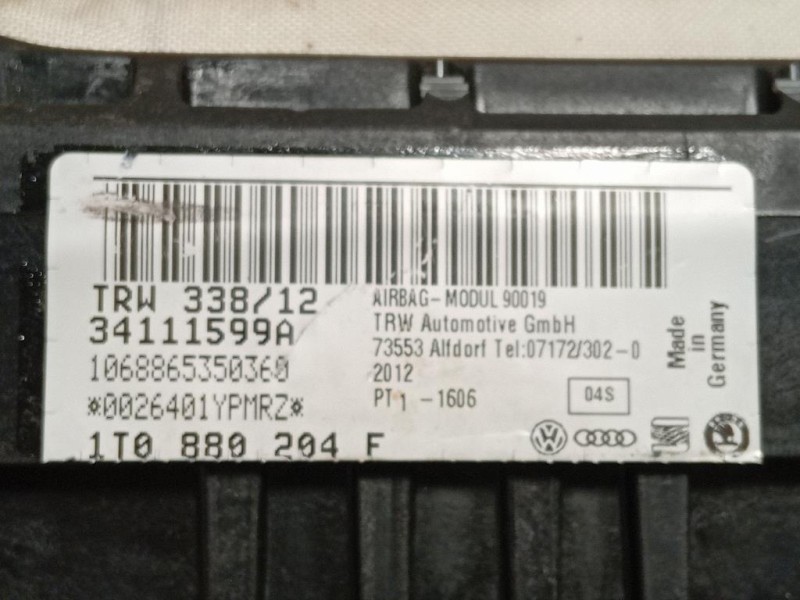 TRW 338/12
34111599A
1068865350360
*0026401YPMRZ*
1T0 880 204 F
AIRBAG-MODUL 90019
TRW Automotive GmbH
73553 Alfdorf Tel:07172/302-0
2012
PT 1 -1606
04S
Made
in
Germany